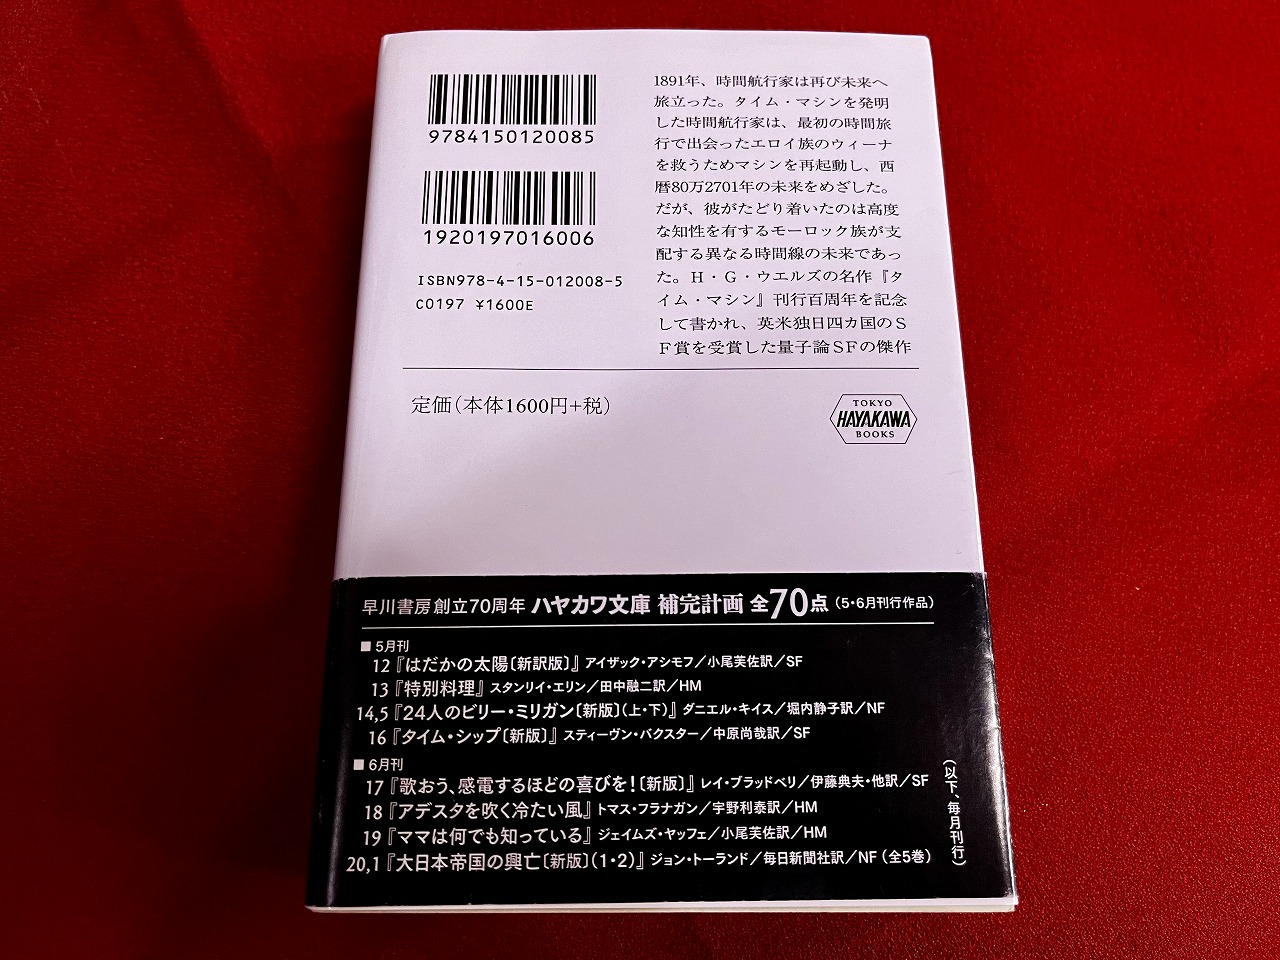 9784150120085
1920197016006
ISBN978-4-15-012008-5
C0197 ¥1600E
1891年、時間航行家は再び未来へ
旅立った。タイム・マシンを発明
した時間航行家は、最初の時間旅
行で出会ったエロイ族のウィーナ
を救うためマシンを再起動し、西
暦80万2701年の未来をめざした。
だが、彼がたどり着いたのは高度
な知性を有するモーロック族が支
配する異なる時間線の未来であっ
た。H・G・ウエルズの名作『タ
イム・マシン』刊行百周年を記念
して書かれ、英米独日四カ国のS
F賞を受賞した量子論SFの傑作
定価(本体1600円+税)
TOKYO
HAYAKAWA
BOOKS
早川書房創立70周年 ハヤカワ文庫 補完計画 全70点(5・6月刊行作品)
■5月刊
12『はだかの太陽〔新訳版〕』アイザック・アシモフ/小尾芙佐訳/SF
13『特別料理』スタンリイ・エリン/田中融二訳/HM
14,5『24人のビリー・ミリガン〔新版〕(上・下)』ダニエル・キイス/堀内静子訳/NF
16『タイム・シップ〔新版〕』スティーヴン・バクスター/中原尚哉訳/SF
■6月刊
17『歌おう、感電するほどの喜びを!〔新版〕』レイ・ブラッドベリ/伊藤典夫・他訳/SF
18『アデスタを吹く冷たい風』トマス・フラナガン/宇野利泰訳/HM
19『ママは何でも知っている』ジェイムズ・ヤッフェ/小尾芙佐訳/HM
20,1『大日本帝国の興亡〔新版〕(1・2)』ジョン・トーランド/毎日新聞社訳/NF(全5巻)
(以下、毎月刊行)